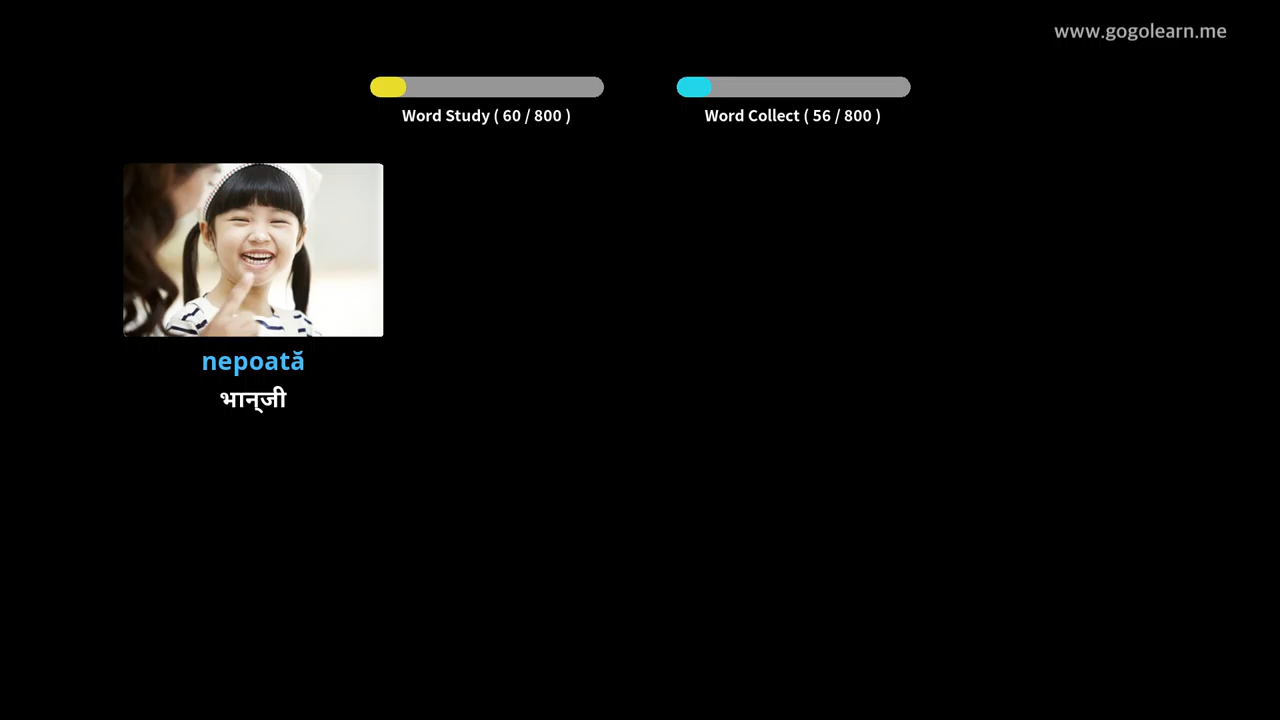 www.gogolearn.me
Word Study ( 60 / 800 )
Word Collect ( 56 / 800 )
nepoată
भान्‌जी